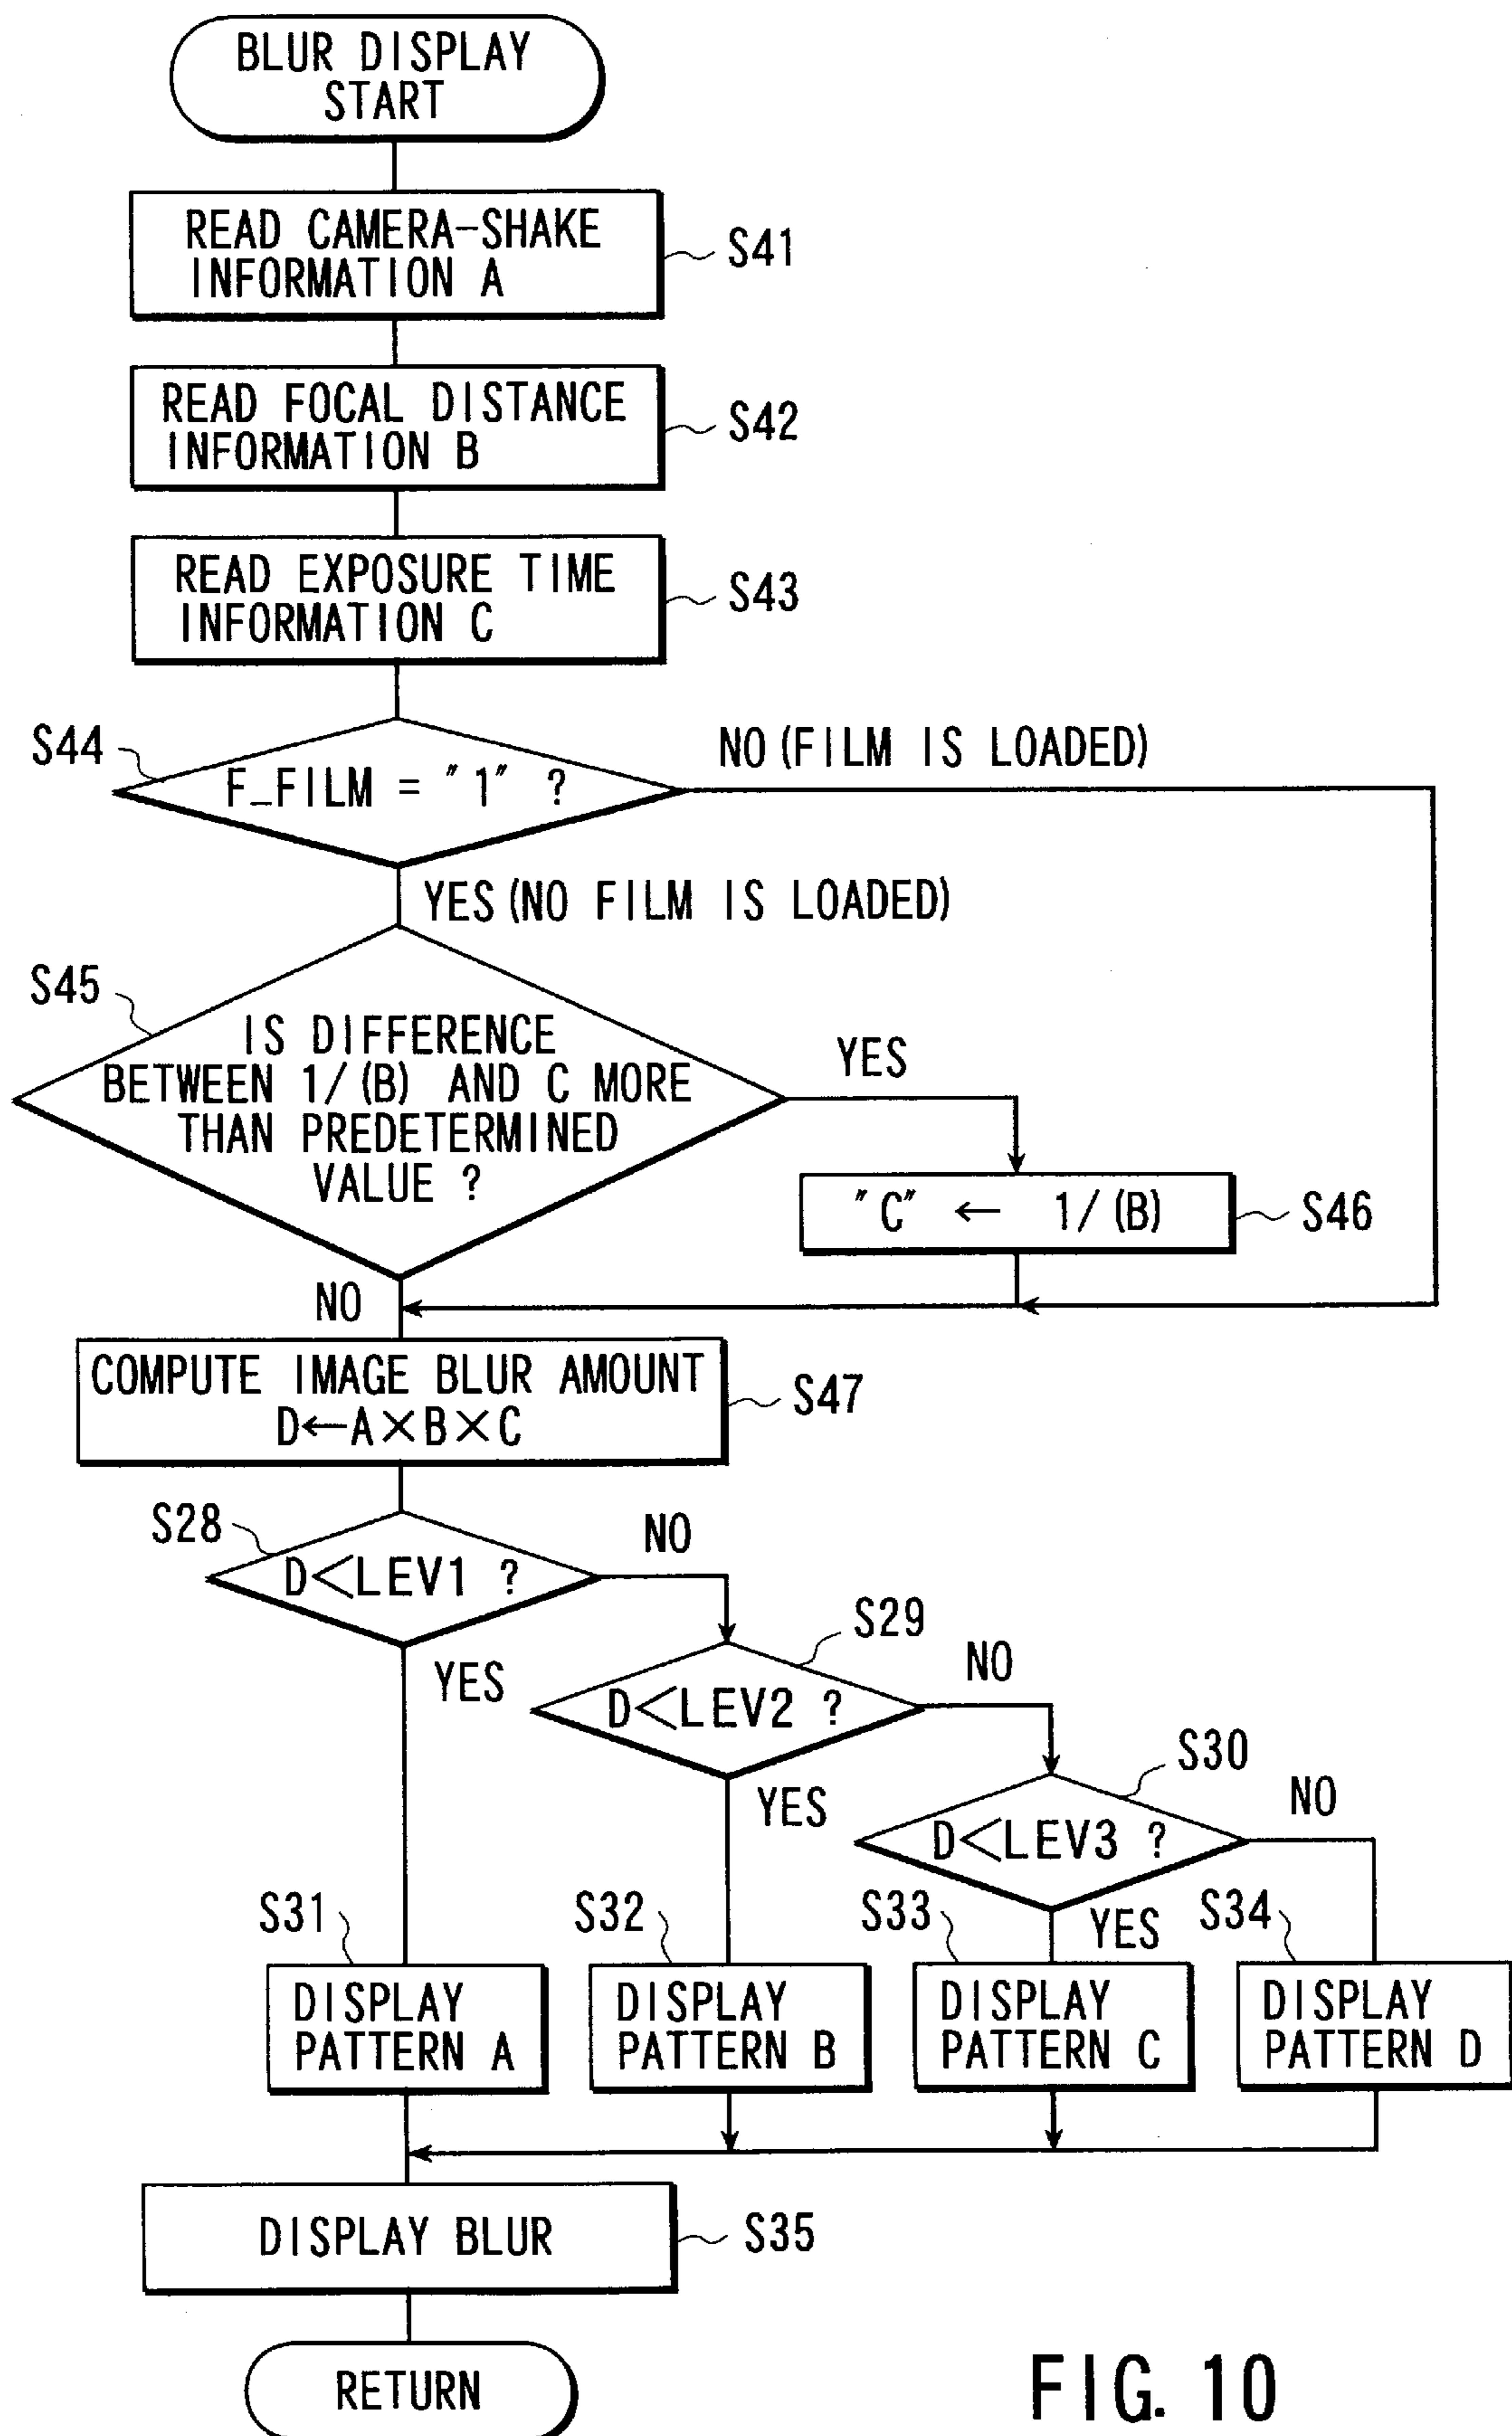 BLUR DISPLAY
START
READ CAMERA-SHAKE
INFORMATION A
S41
READ FOCAL DISTANCE
INFORMATION B
S42
READ EXPOSURE TIME
INFORMATION C
S43
S44
F_FILM = "1" ?
NO (FILM IS LOADED)
YES (NO FILM IS LOADED)
S45
IS DIFFERENCE
BETWEEN 1/(B) AND C MORE
THAN PREDETERMINED
VALUE ?
YES
"C" ← 1/(B)
S46
NO
COMPUTE IMAGE BLUR AMOUNT
D←A×B×C
S47
S28
D<LEV1 ?
NO
YES
S29
D<LEV2 ?
NO
YES
S30
D<LEV3 ?
NO
YES
S31
DISPLAY
PATTERN A
S32
DISPLAY
PATTERN B
S33
DISPLAY
PATTERN C
S34
DISPLAY
PATTERN D
DISPLAY BLUR
S35
RETURN
FIG. 10